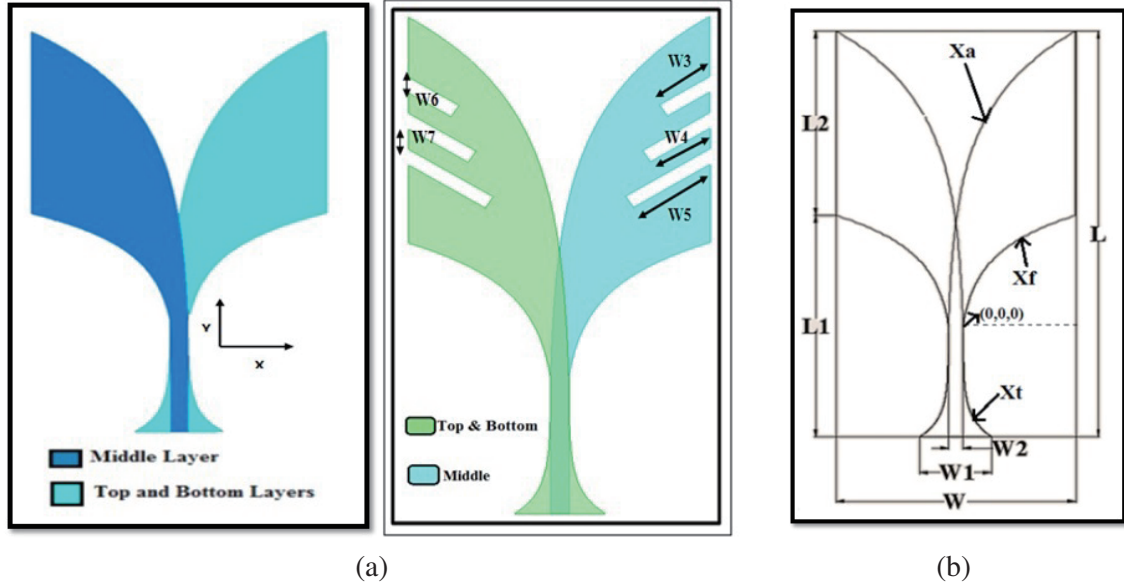 Y
X
Middle Layer
Top and Bottom Layers
W3
W6
W7
W4
W5
Top & Bottom
Middle
(a)
Xa
L2
L
Xf
(0,0,0)
L1
Xt
W2
W1
W
(b)